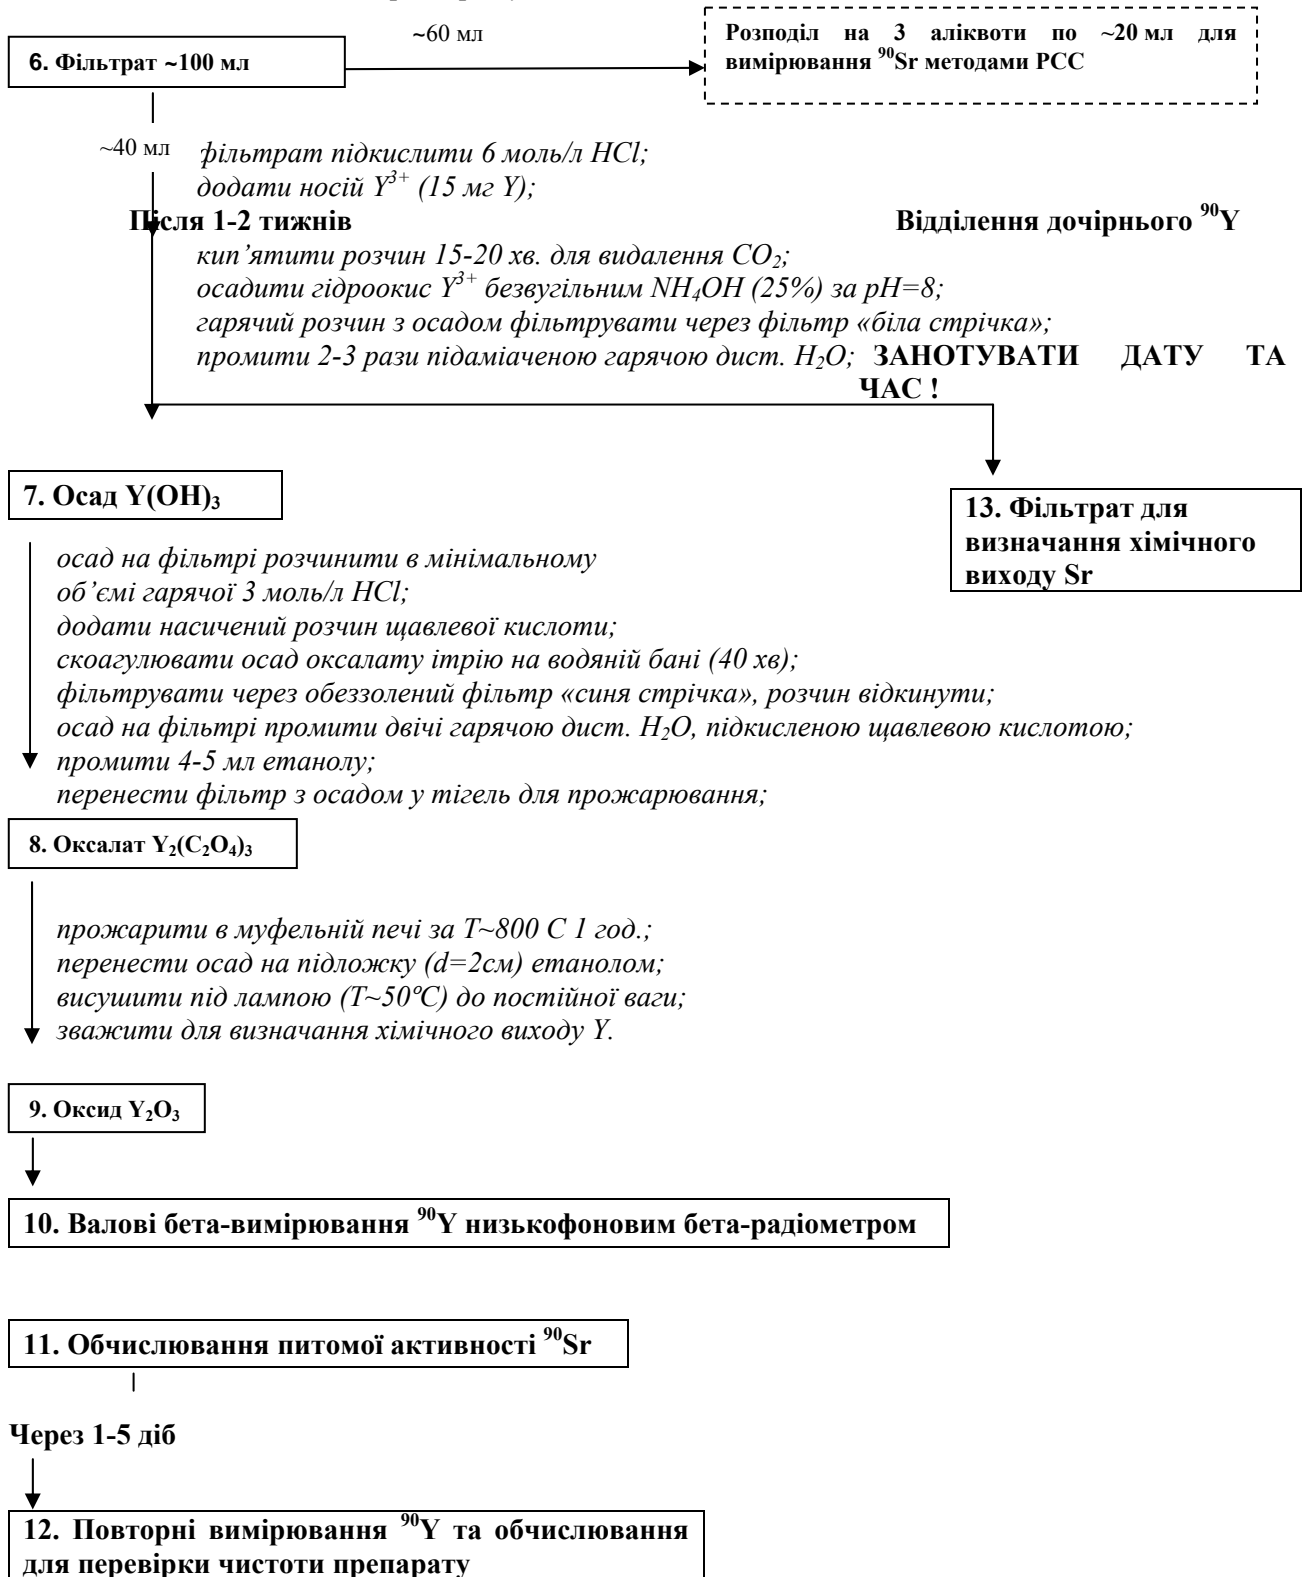 ~60 мл
Розподіл на 3 аліквоти по ~20 мл для
вимірювання ⁹⁰Sr методами РСС
6. Фільтрат ~100 мл
~40 мл
фільтрат підкислити 6 моль/л HCl;
додати носій Y³⁺ (15 мг Y);
Після 1-2 тижнів Відділення дочірнього ⁹⁰Y
кип’ятити розчин 15-20 хв. для видалення CO₂;
осадити гідроокис Y³⁺ безвугільним NH₄OH (25%) за pH=8;
гарячий розчин з осадом фільтрувати через фільтр «біла стрічка»;
промити 2-3 рази підаміаченою гарячою дист. H₂O; ЗАНОТУВАТИ ДАТУ ТА
ЧАС !
7. Осад Y(OH)₃
13. Фільтрат для
визначання хімічного
виходу Sr
осад на фільтрі розчинити в мінімальному
об’ємі гарячої 3 моль/л HCl;
додати насичений розчин щавлевої кислоти;
скоагулювати осад оксалату ітрію на водяній бані (40 хв);
фільтрувати через обеззолений фільтр «синя стрічка», розчин відкинути;
осад на фільтрі промити двічі гарячою дист. H₂O, підкисленою щавлевою кислотою;
промити 4-5 мл етанолу;
перенести фільтр з осадом у тігель для прожарювання;
8. Оксалат Y₂(C₂O₄)₃
прожарити в муфельній печі за T~800 С 1 год.;
перенести осад на підложку (d=2см) етанолом;
висушити під лампою (T~50ºС) до постійної ваги;
зважити для визначання хімічного виходу Y.
9. Оксид Y₂O₃
10. Валові бета-вимірювання ⁹⁰Y низькофоновим бета-радіометром
11. Обчислювання питомої активності ⁹⁰Sr
Через 1-5 діб
12. Повторні вимірювання ⁹⁰Y та обчислювання
для перевірки чистоти препарату